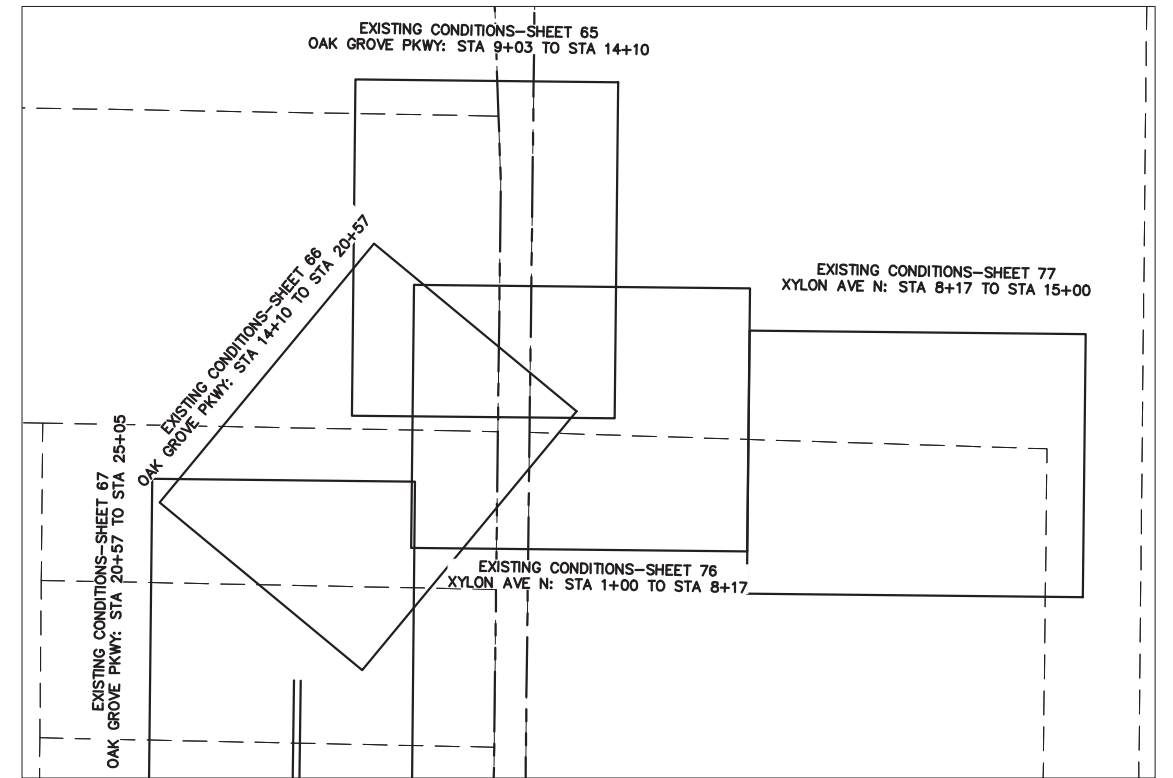 EXISTING CONDITIONS-SHEET 65
OAK GROVE PKWY: STA 9+03 TO STA 14+10
EXISTING CONDITIONS-SHEET 66
OAK GROVE PKWY: STA 14+10 TO STA 20+57
EXISTING CONDITIONS-SHEET 77
XYLON AVE N: STA 8+17 TO STA 15+00
EXISTING CONDITIONS-SHEET 67
OAK GROVE PKWY: STA 20+57 TO STA 25+05
EXISTING CONDITIONS-SHEET 76
XYLON AVE N: STA 1+00 TO STA 8+17